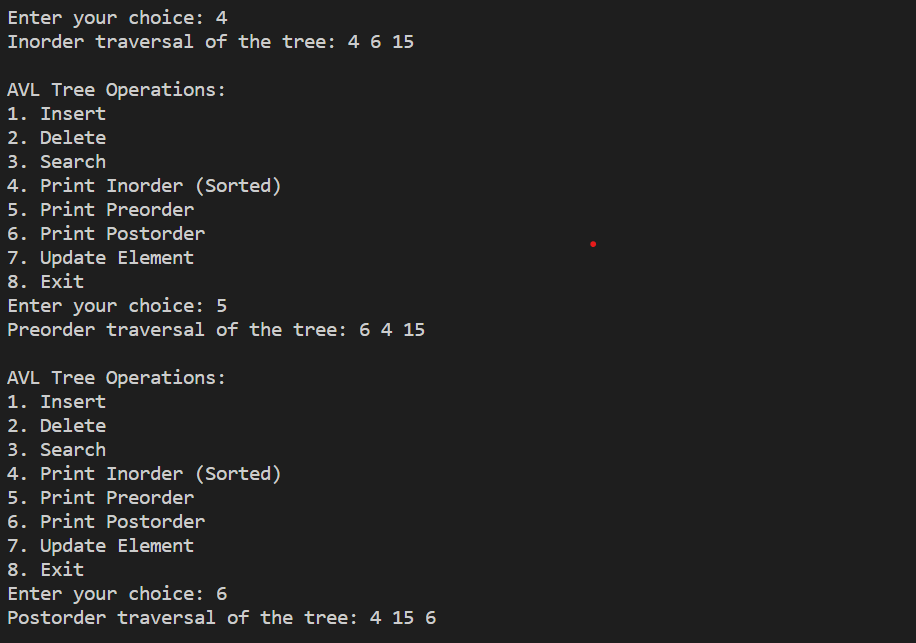 Enter your choice: 4
Inorder traversal of the tree: 4 6 15
AVL Tree Operations:
1. Insert
2. Delete
3. Search
4. Print Inorder (Sorted)
5. Print Preorder
6. Print Postorder
7. Update Element
8. Exit
Enter your choice: 5
Preorder traversal of the tree: 6 4 15
AVL Tree Operations:
1. Insert
2. Delete
3. Search
4. Print Inorder (Sorted)
5. Print Preorder
6. Print Postorder
7. Update Element
8. Exit
Enter your choice: 6
Postorder traversal of the tree: 4 15 6